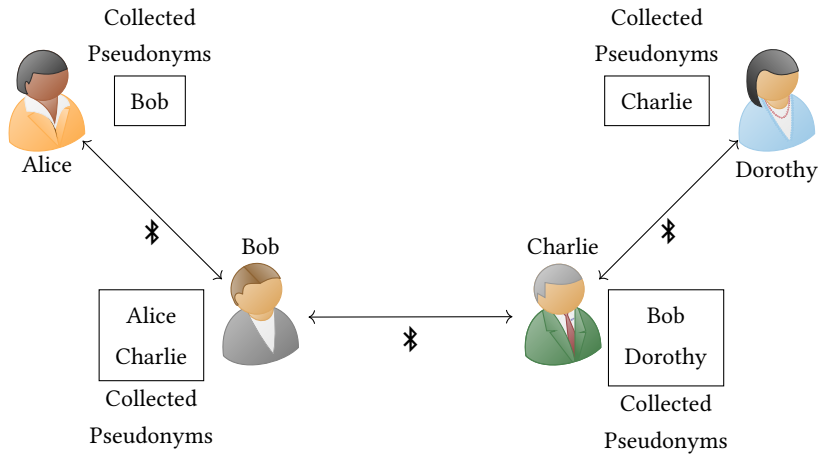 Collected
Pseudonyms
Bob
Alice
Collected
Pseudonyms
Charlie
Dorothy
Bob
Alice
Charlie
Collected
Pseudonyms
Charlie
Bob
Dorothy
Collected
Pseudonyms